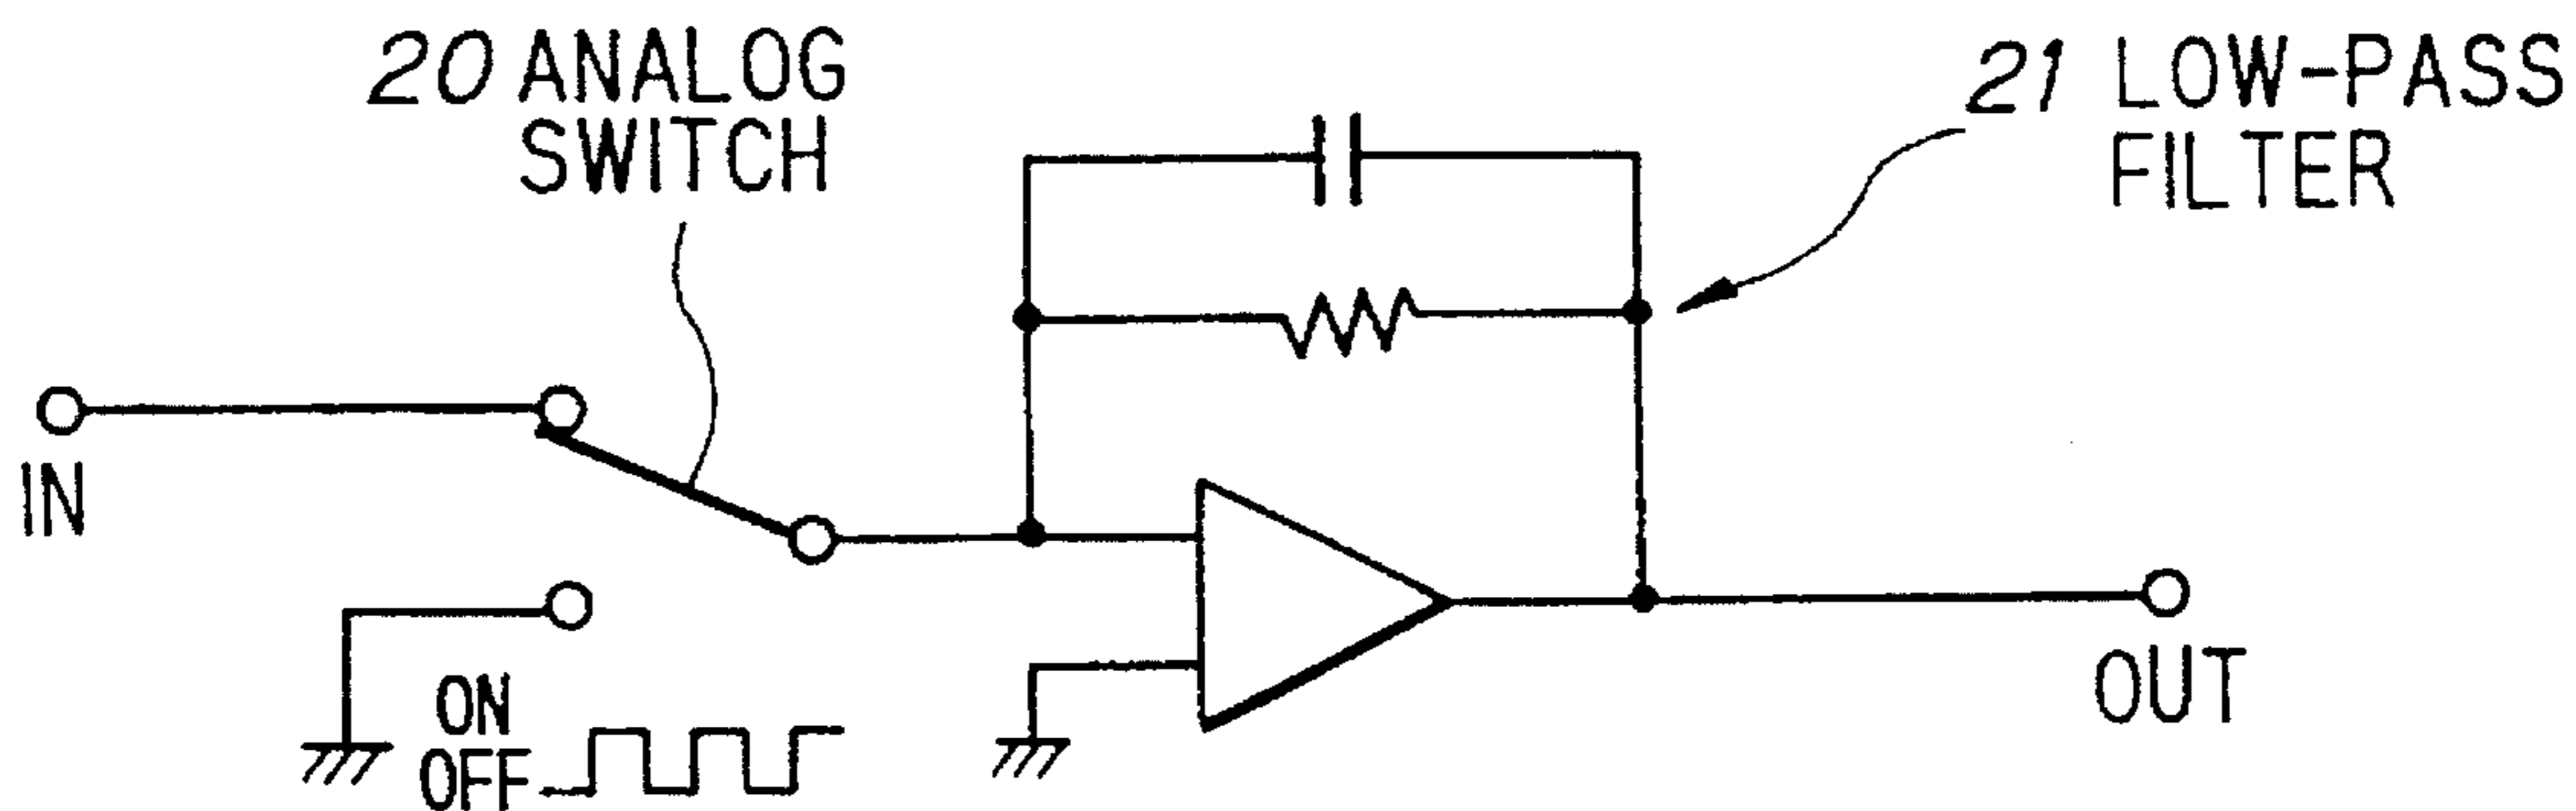 20 ANALOG
SWITCH
21 LOW-PASS
FILTER
IN
ON
OFF
OUT